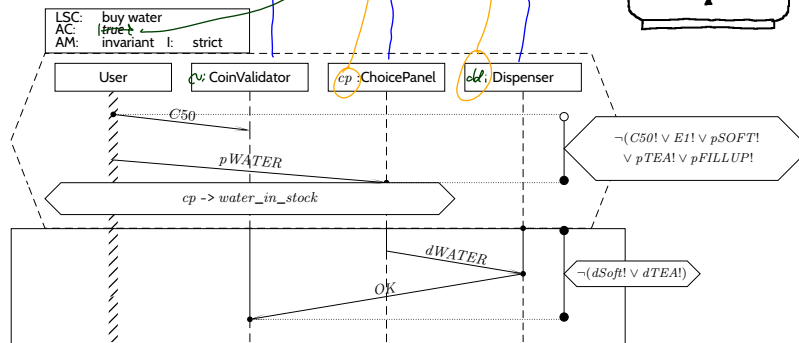 LSC: buy water
AC: true
AM: invariant I: strict
User
CoinValidator
cp :ChoicePanel
: Dispenser
C50
¬(C50! ∨ E1! ∨ pSOFT!
∨ pTEA! ∨ pFILLUP!
pWATER
cp -> water_in_stock
dWATER
¬(dSoft! ∨ dTEA!)
OK